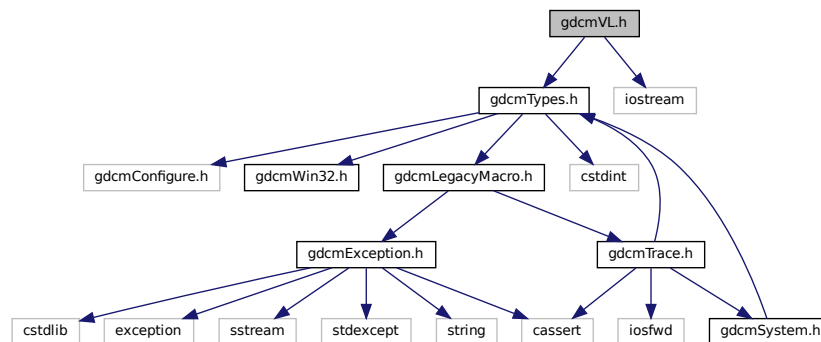 gdcmVL.h
gdcmTypes.h
iostream
gdcmConfigure.h
gdcmWin32.h
gdcmLegacyMacro.h
cstdint
gdcmException.h
gdcmTrace.h
cstdlib
exception
sstream
stdexcept
string
cassert
iosfwd
gdcmSystem.h